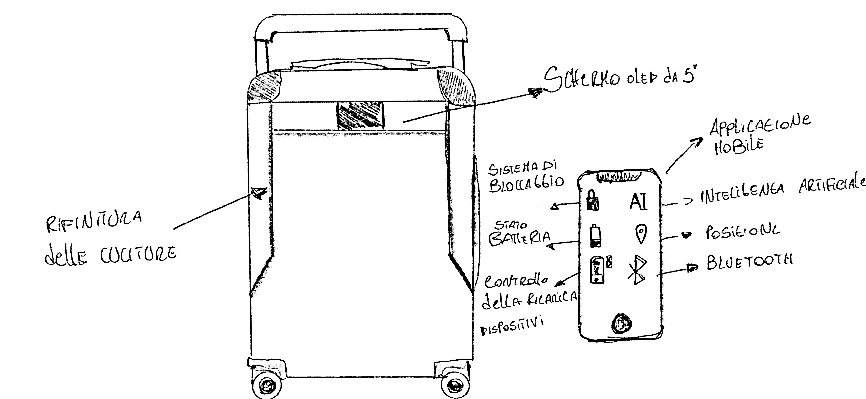 SCHERMO OLED DA 5"
APPLICAZIONE
MOBILE
SISTEMA DI
BLOCCAGGIO
AI
INTELIGENZA ARTIFICIALE
RIFINITURA
delle CUCITURE
STATO
BATTERIA
POSIZIONE
BLUETOOTH
CONTROLLO
DELLA RICARICA
DISPOSITIVI